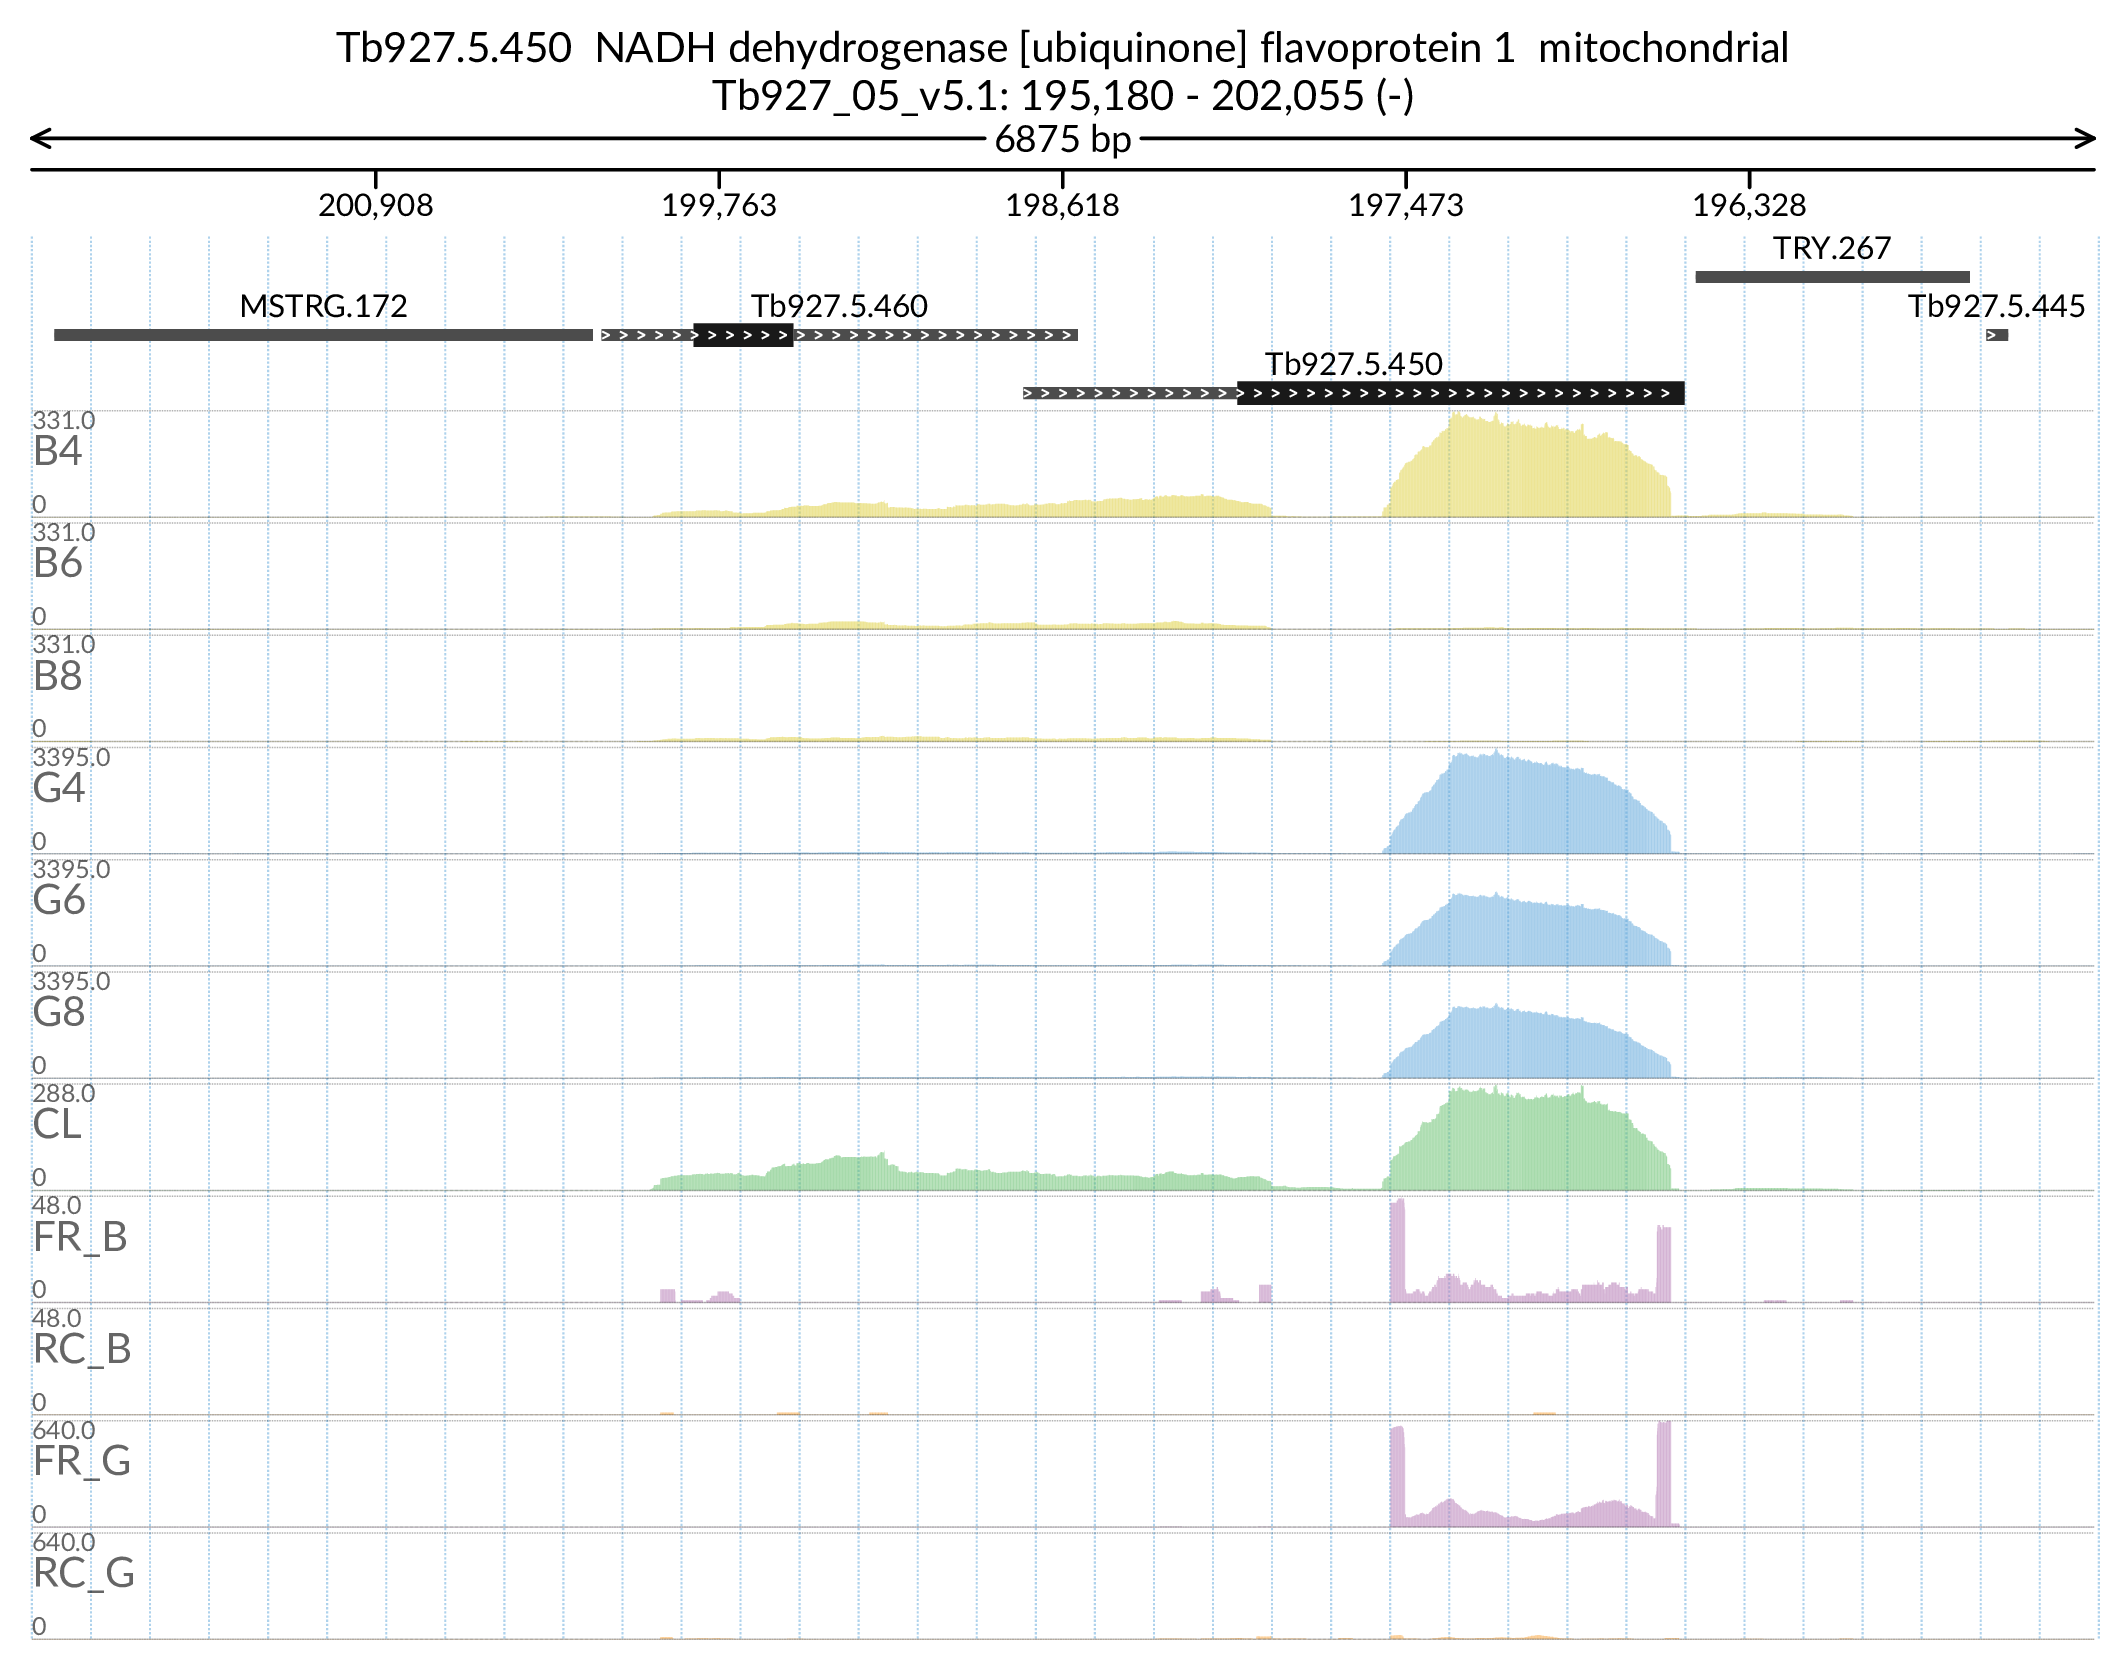 Tb927.5.450  NADH dehydrogenase [ubiquinone] flavoprotein 1  mitochondrial
Tb927_05_v5.1: 195,180 - 202,055 (-)
6875 bp
200,908 199,763 198,618 197,473 196,328
TRY.267
MSTRG.172 Tb927.5.460 Tb927.5.445
Tb927.5.450
331.0
B4
0
331.0
B6
0
331.0
B8
0
3395.0
G4
0
3395.0
G6
0
3395.0
G8
0
288.0
CL
0
48.0
FR_B
0
48.0
RC_B
0
640.0
FR_G
0
640.0
RC_G
0